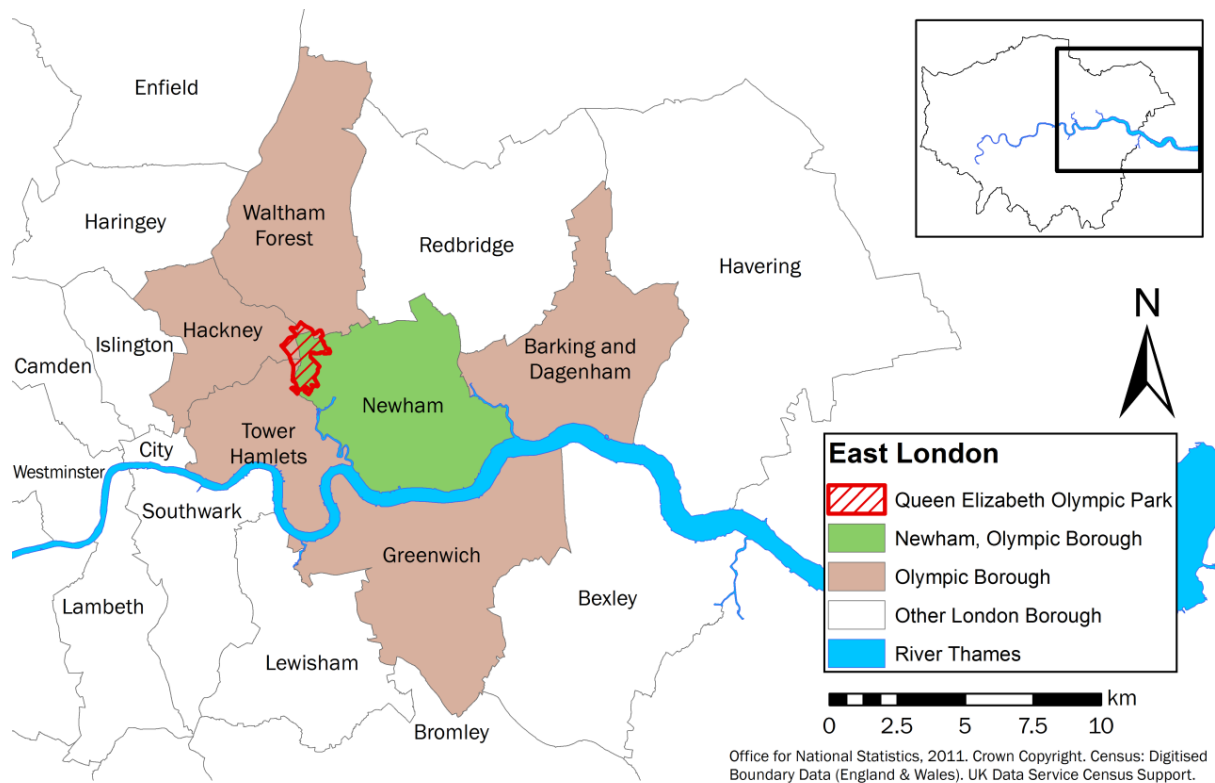 Enfield
Haringey
Waltham
Forest
Redbridge
Havering
Hackney
Islington
Camden
Barking and
Dagenham
Newham
Tower
Hamlets
City
Westminster
Southwark
Greenwich
Lambeth
Lewisham
Bexley
Bromley
N
East London
Queen Elizabeth Olympic Park
Newham, Olympic Borough
Olympic Borough
Other London Borough
River Thames
km
0 2.5 5 7.5 10
Office for National Statistics, 2011. Crown Copyright. Census: Digitised
Boundary Data (England & Wales). UK Data Service Census Support.